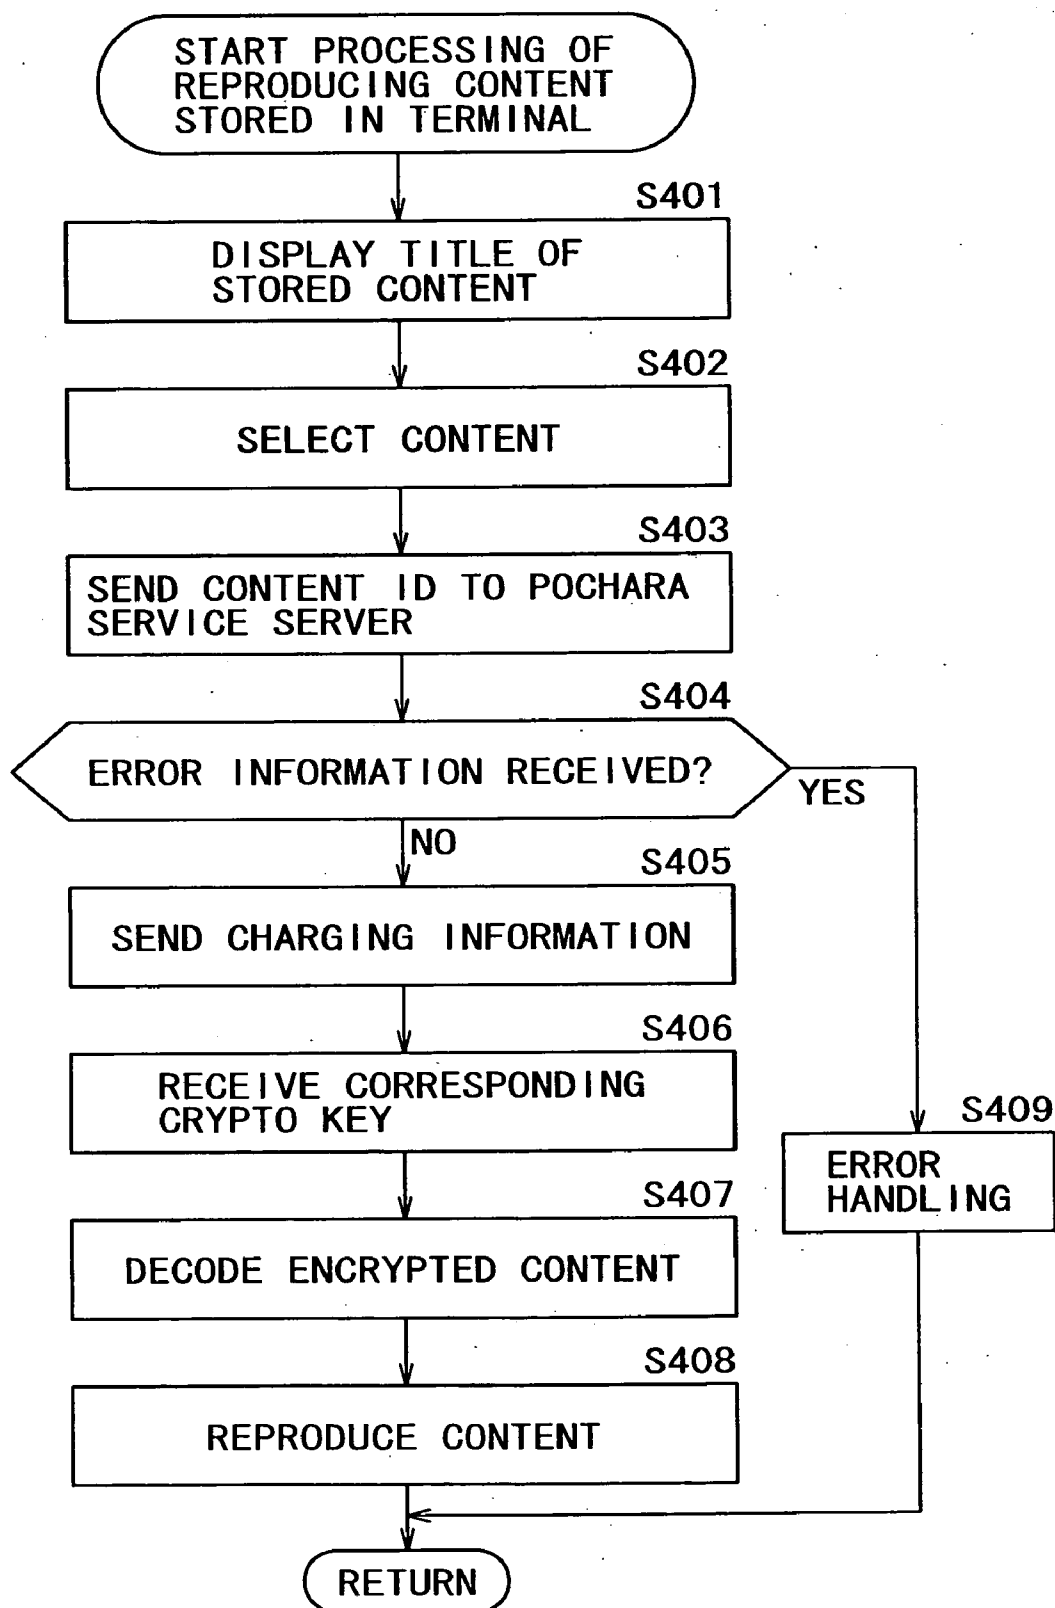 START PROCESSING OF
REPRODUCING CONTENT
STORED IN TERMINAL
S401
DISPLAY TITLE OF
STORED CONTENT
S402
SELECT CONTENT
S403
SEND CONTENT ID TO POCHARA
SERVICE SERVER
S404
ERROR INFORMATION RECEIVED?
YES
NO
S405
SEND CHARGING INFORMATION
S406
RECEIVE CORRESPONDING
CRYPTO KEY
S409
ERROR
HANDLING
S407
DECODE ENCRYPTED CONTENT
S408
REPRODUCE CONTENT
RETURN